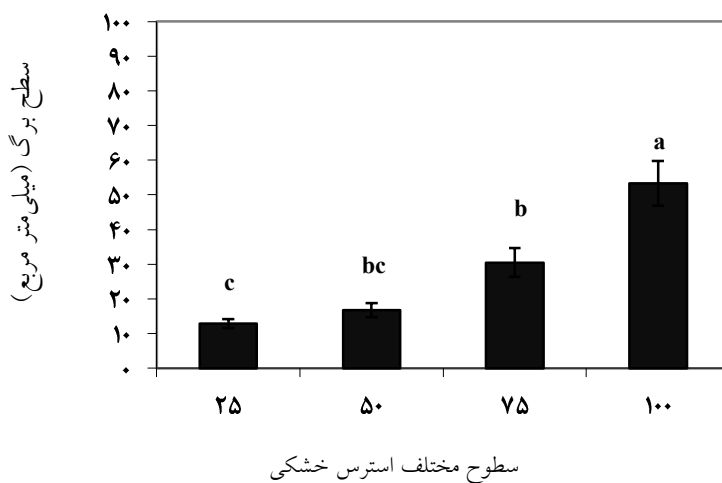 ۱۰۰
۹۰
۸۰
۷۰
۶۰
۵۰
۴۰
۳۰
۲۰
۱۰
۰
سطح برگ (میلی‌متر مربع)
c
bc
b
a
۲۵
۵۰
۷۵
۱۰۰
سطوح مختلف استرس خشکی